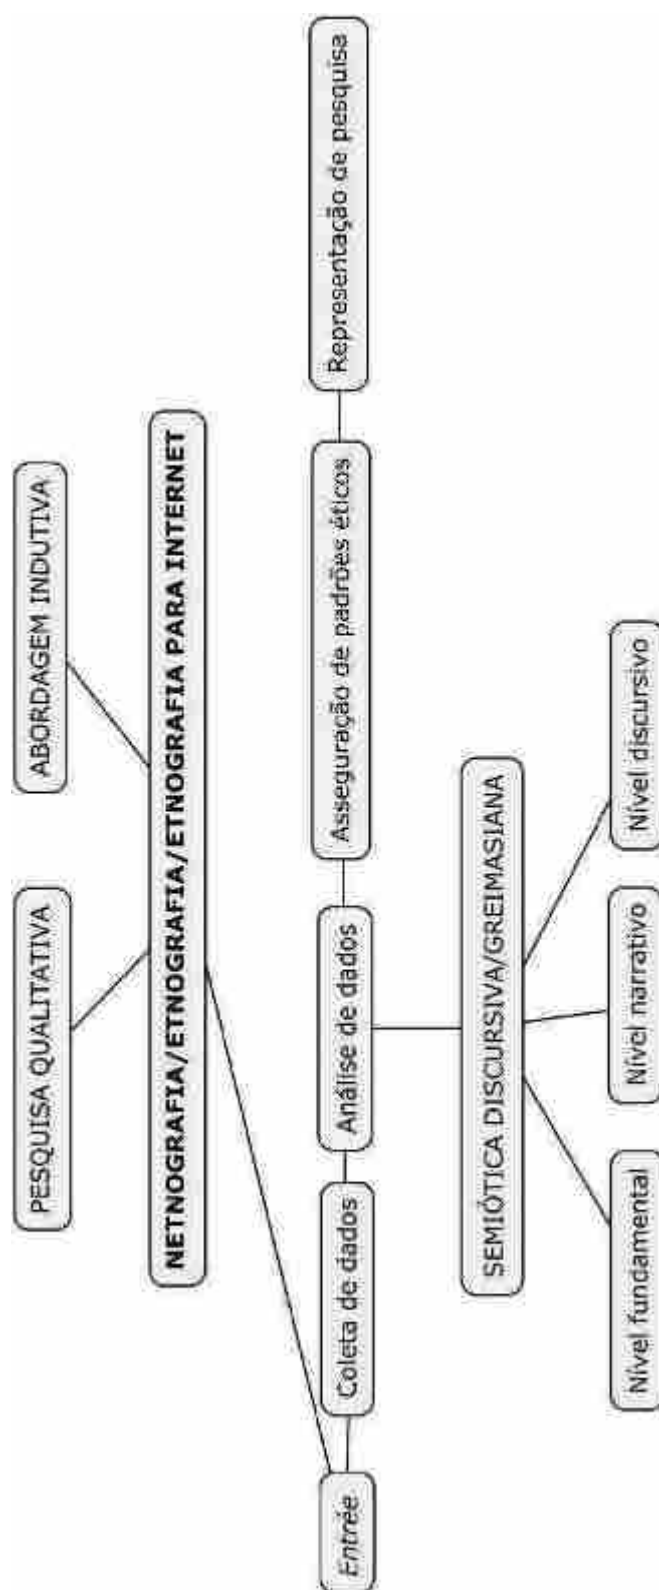 PESQUISA QUALITATIVA
ABORDAGEM INDUTIVA
NETNOGRAFIA/ETNOGRAFIA/ETNOGRAFIA PARA INTERNET
Entrée
Coleta de dados
Análise de dados
Asseguração de padrões éticos
Representação de pesquisa
SEMIÓTICA DISCURSIVA/GREIMASIANA
Nível fundamental
Nível narrativo
Nível discursivo